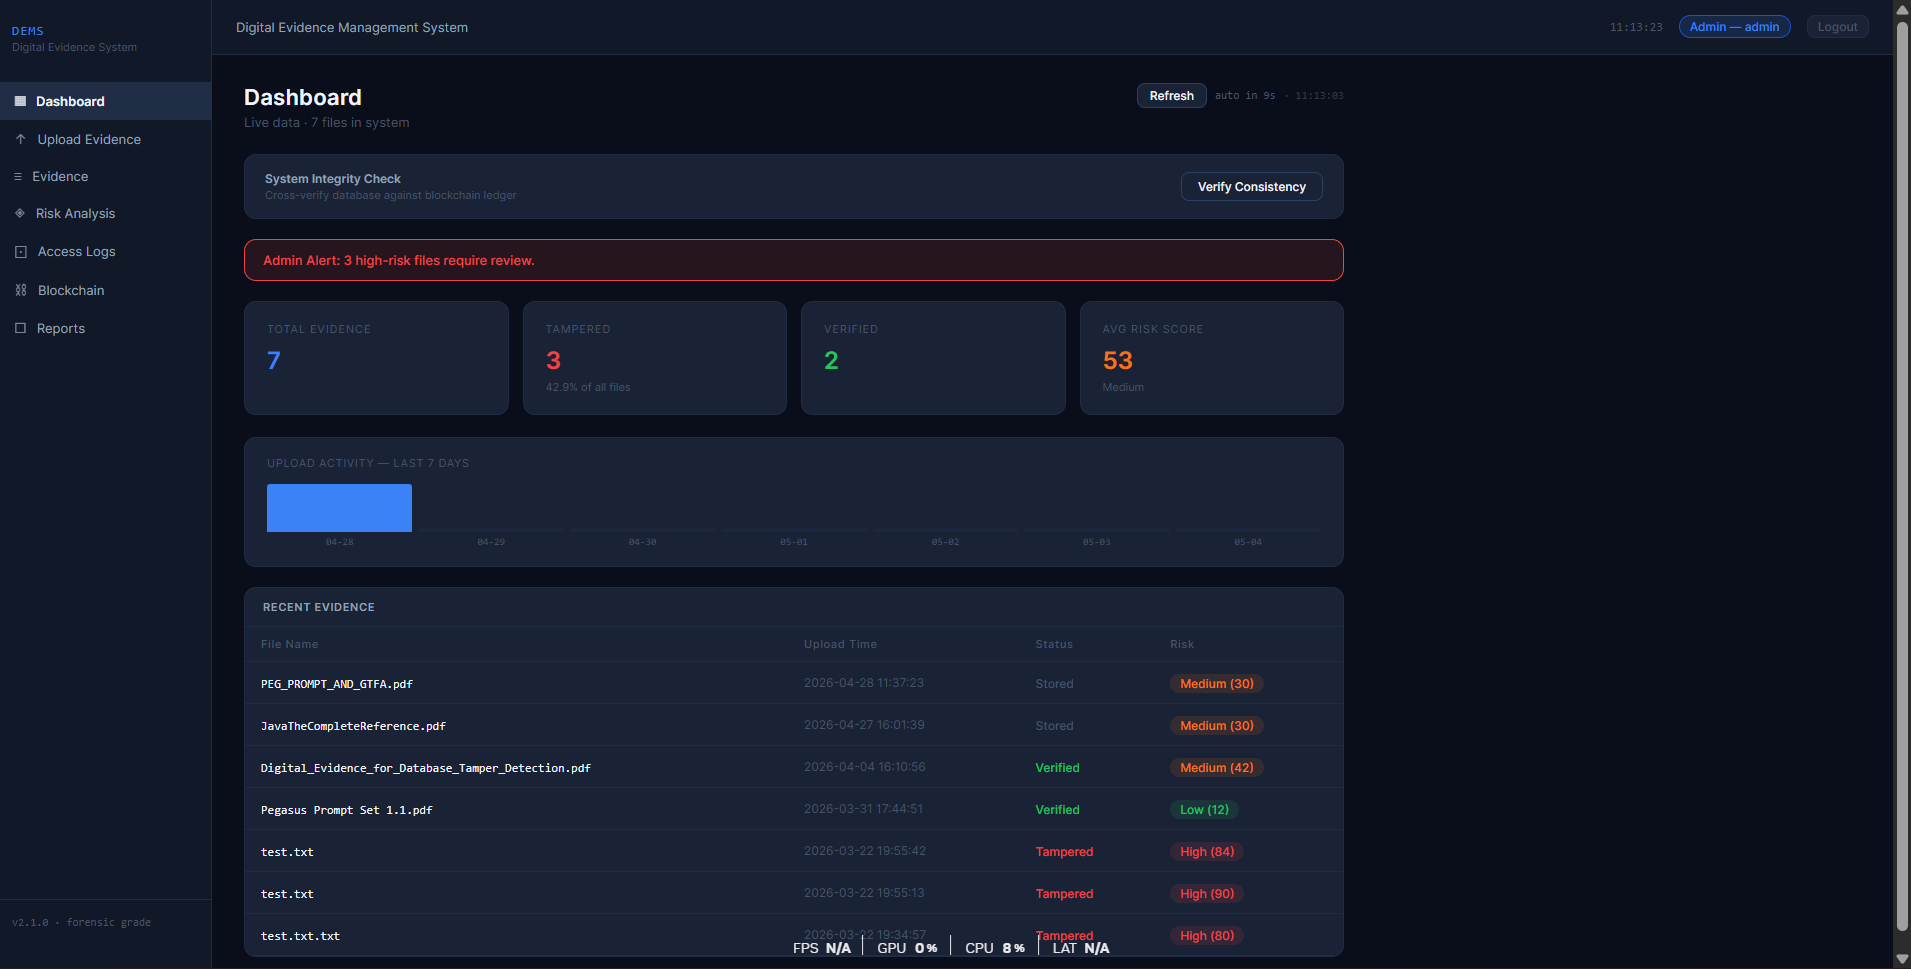 DEMS
Digital Evidence System
Dashboard
Upload Evidence
Evidence
Risk Analysis
Access Logs
Blockchain
Reports
v2.1.0 · forensic grade
Digital Evidence Management System
11:13:23
Admin — admin
Logout
Dashboard
Live data · 7 files in system
Refresh
auto in 9s · 11:13:03
System Integrity Check
Cross-verify database against blockchain ledger
Verify Consistency
Admin Alert: 3 high-risk files require review.
TOTAL EVIDENCE
7
TAMPERED
3
42.9% of all files
VERIFIED
2
AVG RISK SCORE
53
Medium
UPLOAD ACTIVITY — LAST 7 DAYS
04-28 04-29 04-30 05-01 05-02 05-03 05-04
RECENT EVIDENCE
File Name Upload Time Status Risk
PEG_PROMPT_AND_GTFA.pdf 2026-04-28 11:37:23 Stored Medium (30)
JavaTheCompleteReference.pdf 2026-04-27 16:01:39 Stored Medium (30)
Digital_Evidence_for_Database_Tamper_Detection.pdf 2026-04-04 16:10:56 Verified Medium (42)
Pegasus Prompt Set 1.1.pdf 2026-03-31 17:44:51 Verified Low (12)
test.txt 2026-03-22 19:55:42 Tampered High (84)
test.txt 2026-03-22 19:55:13 Tampered High (90)
test.txt.txt 2026-03-22 19:34:57 Tampered High (80)
FPS N/A GPU 0% CPU 8% LAT N/A